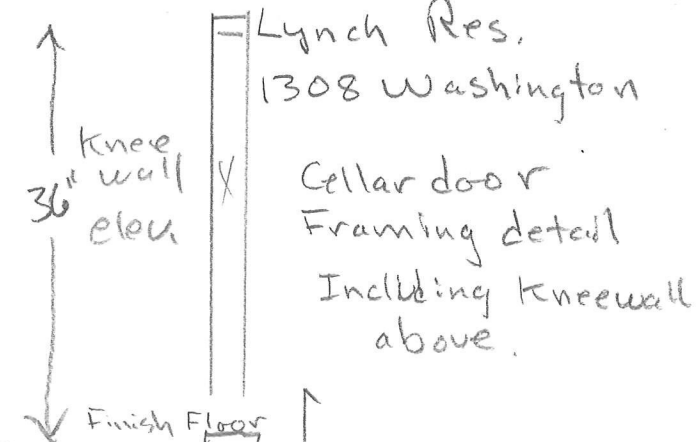 Lynch Res.
1308 Washington
Knee
wall
36"
elev.
X
Cellar door
Framing detail
Including Kneewall
above.
Finish Floor